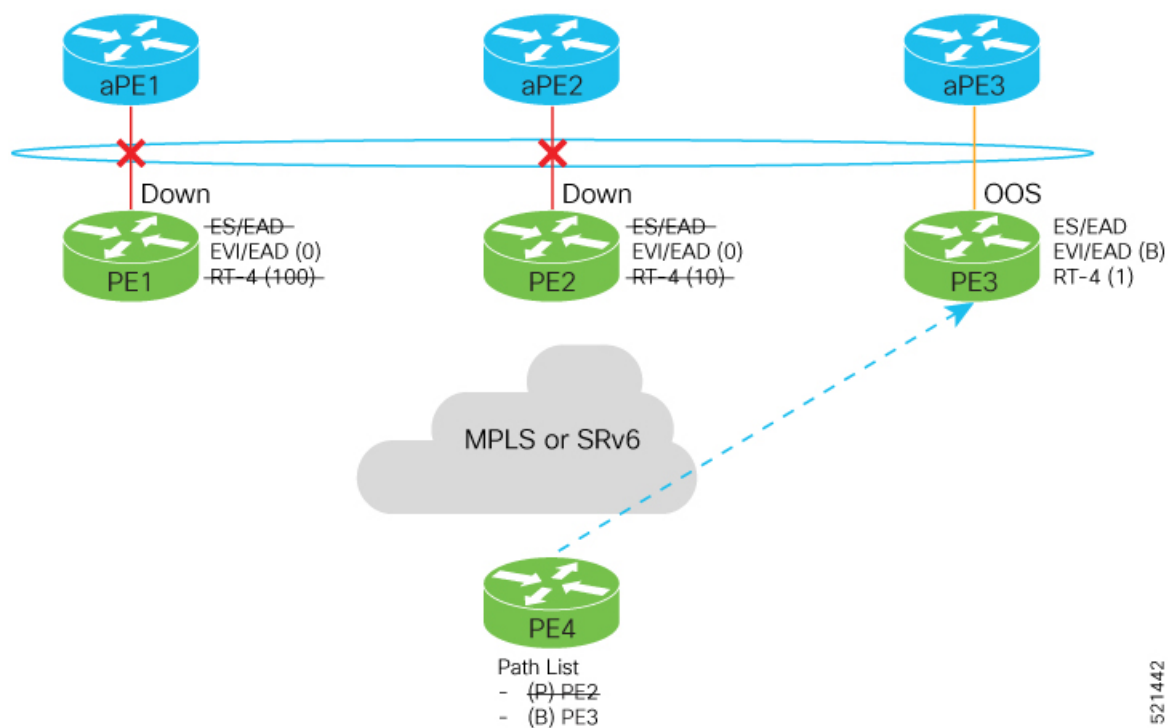 aPE1
aPE2
aPE3
Down
Down
OOS
PE1
ES/EAD
EVI/EAD (0)
RT-4 (100)
PE2
ES/EAD
EVI/EAD (0)
RT-4 (10)
PE3
ES/EAD
EVI/EAD (B)
RT-4 (1)
MPLS or SRv6
PE4
Path List
- (P) PE2
- (B) PE3
521442